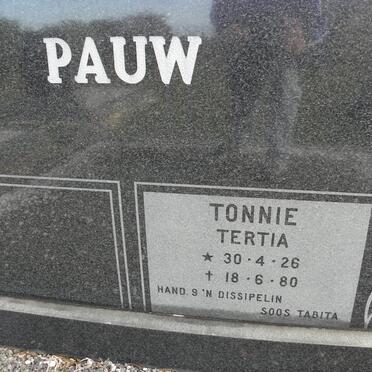 PAUW
TONNIE
TERTIA
★ 30·4·26
† 18·6·80
HAND. 9 'N DISSIPELIN
SOOS TABITA